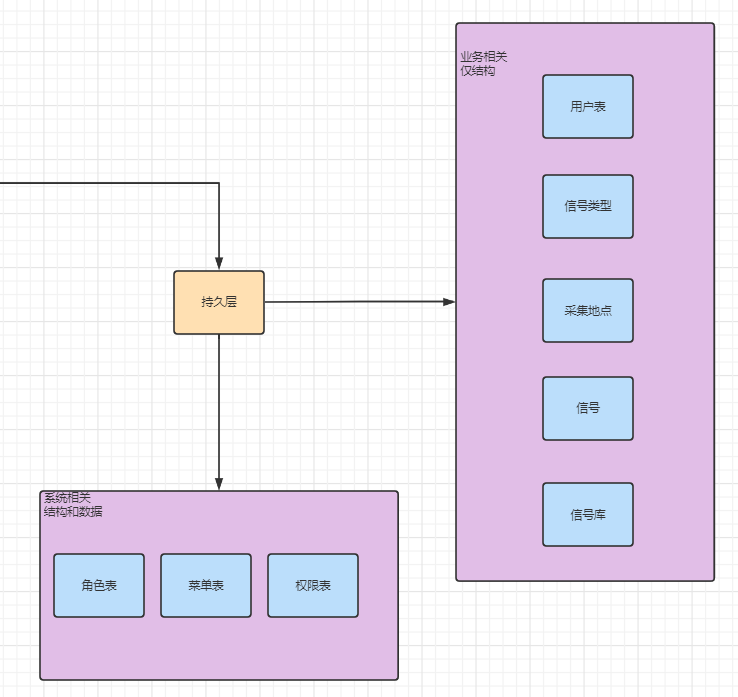 业务相关
仅结构
用户表
信号类型
持久层
采集地点
信号
信号库
系统相关
结构和数据
角色表
菜单表
权限表